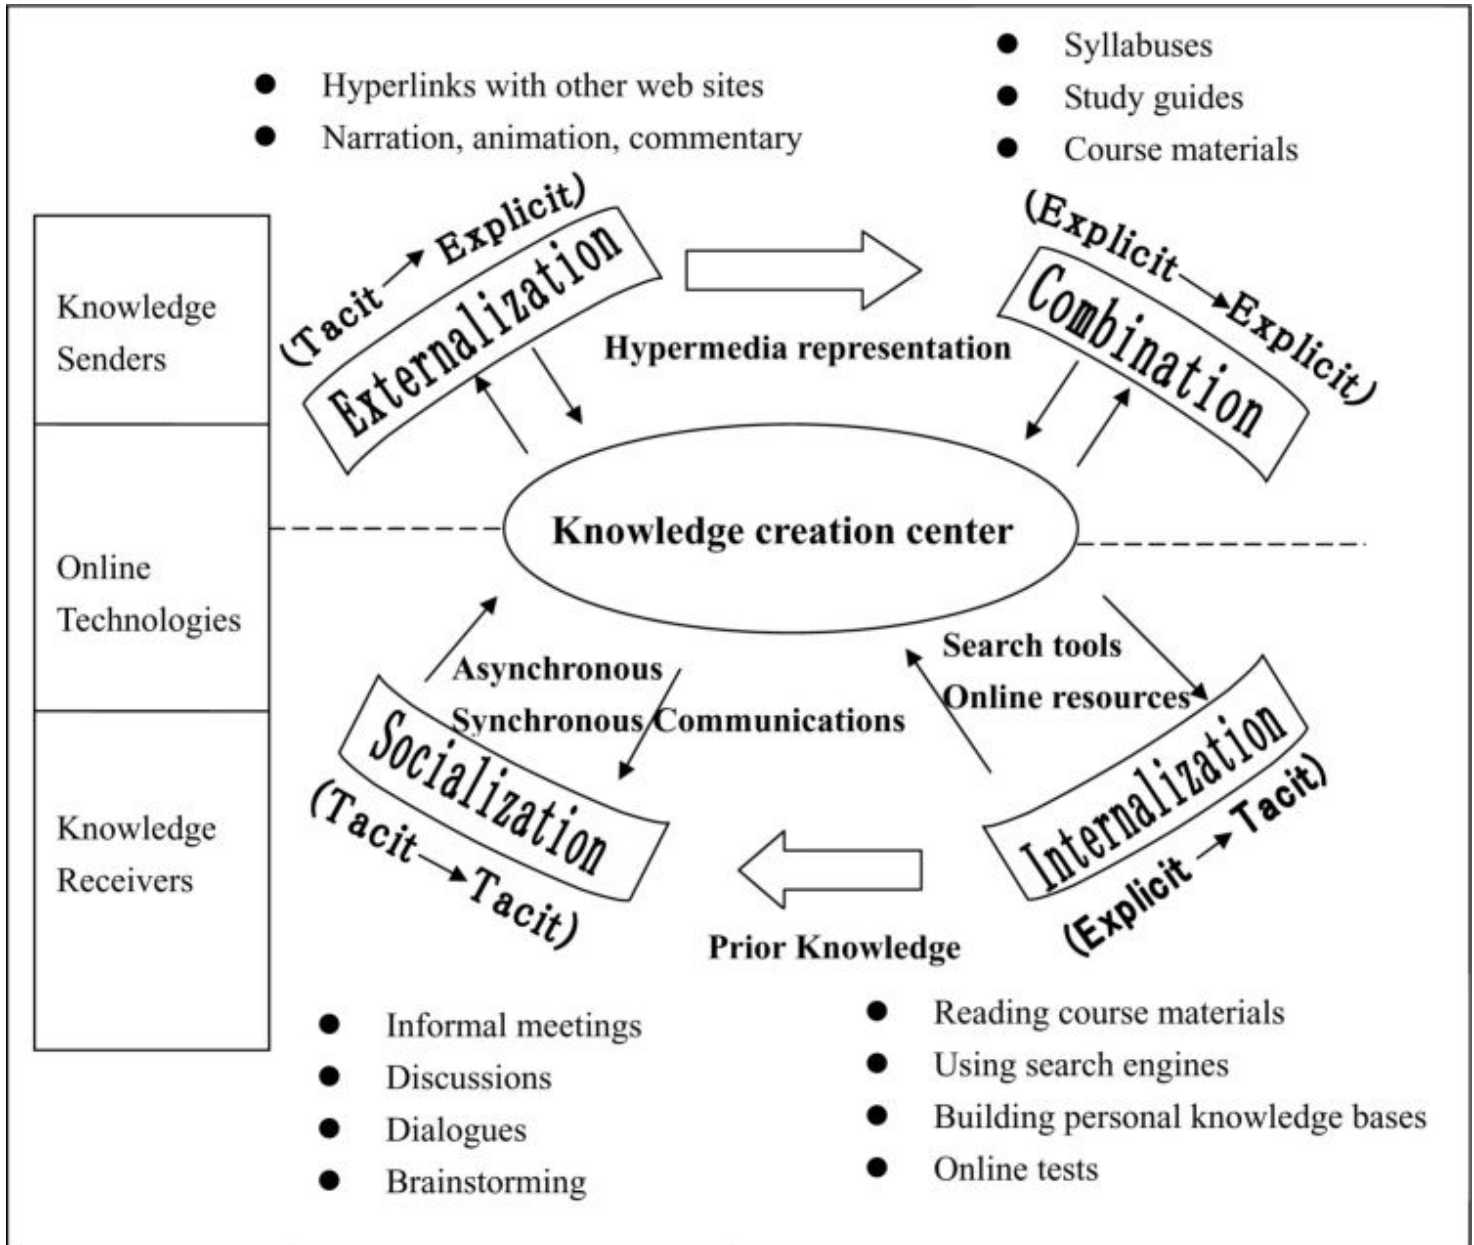 ● Syllabuses
● Study guides
● Course materials
● Hyperlinks with other web sites
● Narration, animation, commentary
(Tacit → Explicit)
Externalization
(Explicit → Explicit)
Combination
Hypermedia representation
Knowledge
Senders
Online
Technologies
Knowledge
Receivers
Knowledge creation center
Asynchronous
Synchronous Communications
Search tools
Online resources
Socialization
(Tacit → Tacit)
Internalization
(Explicit → Tacit)
Prior Knowledge
● Informal meetings
● Discussions
● Dialogues
● Brainstorming
● Reading course materials
● Using search engines
● Building personal knowledge bases
● Online tests